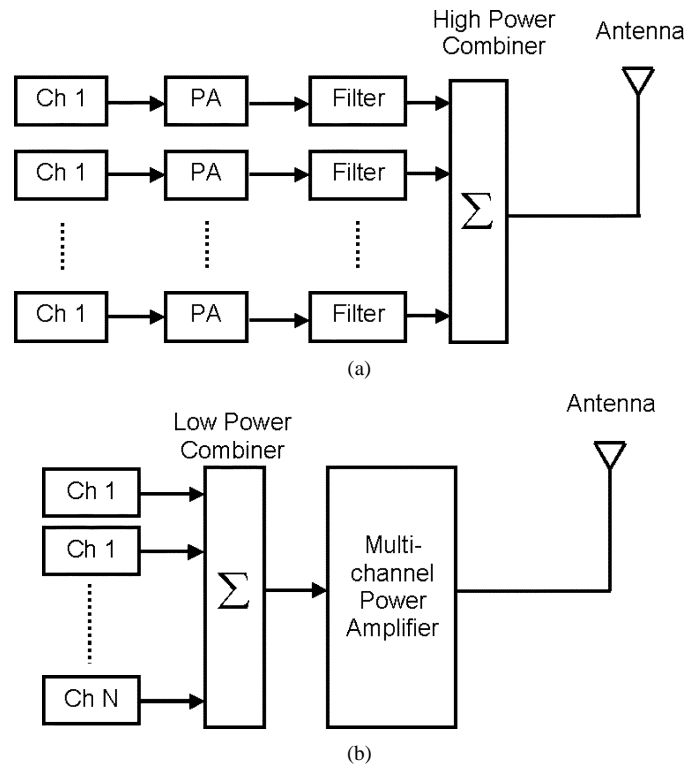 High Power
Combiner
Antenna
Ch 1
PA
Filter
Ch 1
PA
Filter
Σ
Ch 1
PA
Filter
(a)
Low Power
Combiner
Antenna
Ch 1
Ch 1
Σ
Multi-
channel
Power
Amplifier
Ch N
(b)